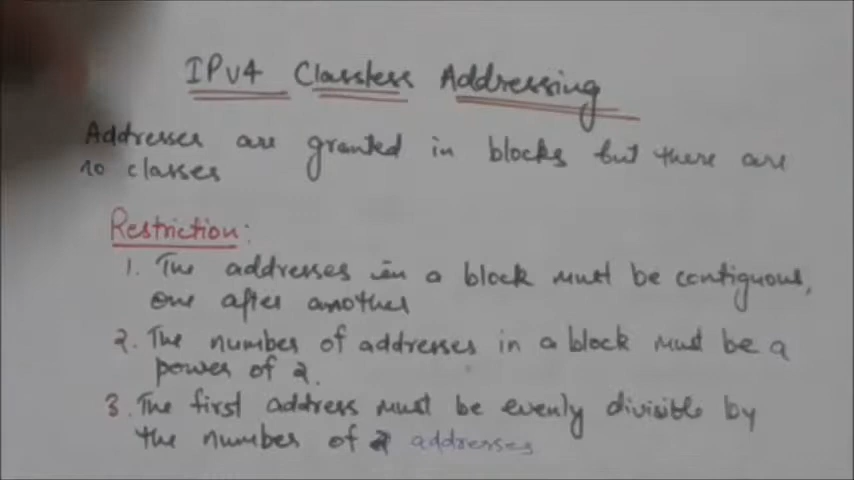 IPv4 Classless Addressing
Addresses are granted in blocks but there are
no classes
Restriction:
1. The addresses in a block must be contiguous,
one after another
2. The number of addresses in a block must be a
power of 2.
3. The first address must be evenly divisible by
the number of addresses